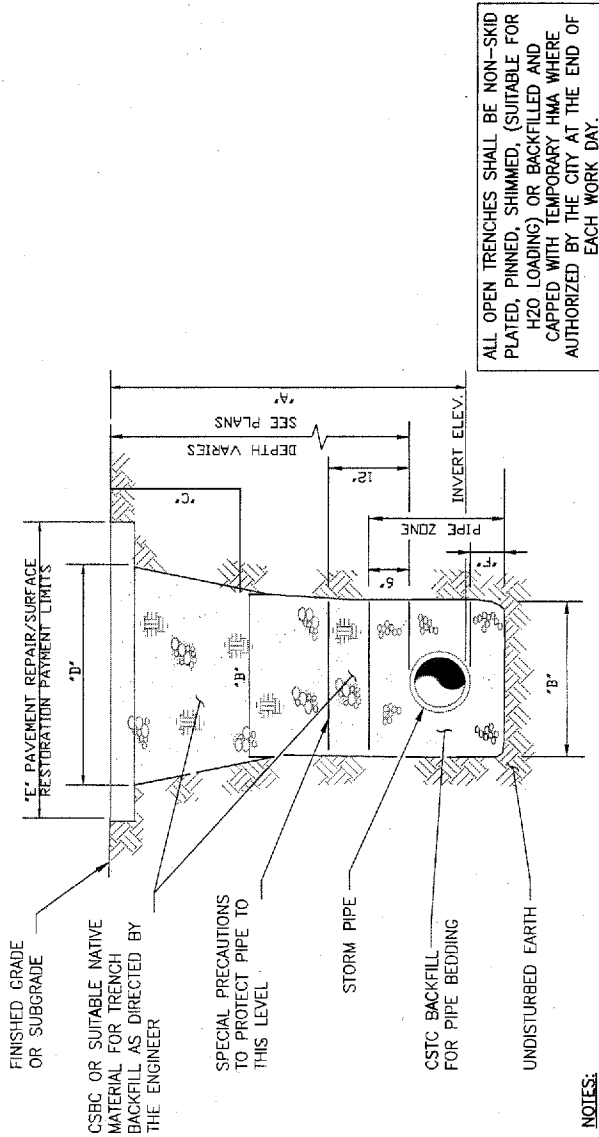 FINISHED GRADE
OR SUBGRADE
CSBC OR SUITABLE NATIVE
MATERIAL FOR TRENCH
BACKFILL AS DIRECTED BY
THE ENGINEER
SPECIAL PRECAUTIONS
TO PROTECT PIPE TO
THIS LEVEL
STORM PIPE
CSTC BACKFILL
FOR PIPE BEDDING
UNDISTURBED EARTH
NOTES:
"E" PAVEMENT REPAIR/SURFACE
RESTORATION PAYMENT LIMITS
"D"
"B"
"B"
"C"
12"
6"
PIPE ZONE
"F"
DEPTH VARIES
SEE PLANS
"A"
INVERT ELEV.
ALL OPEN TRENCHES SHALL BE NON-SKID
PLATED, PINNED, SHIMMED, (SUITABLE FOR
H20 LOADING) OR BACKFILLED AND
CAPPED WITH TEMPORARY HMA WHERE
AUTHORIZED BY THE CITY AT THE END OF
EACH WORK DAY.